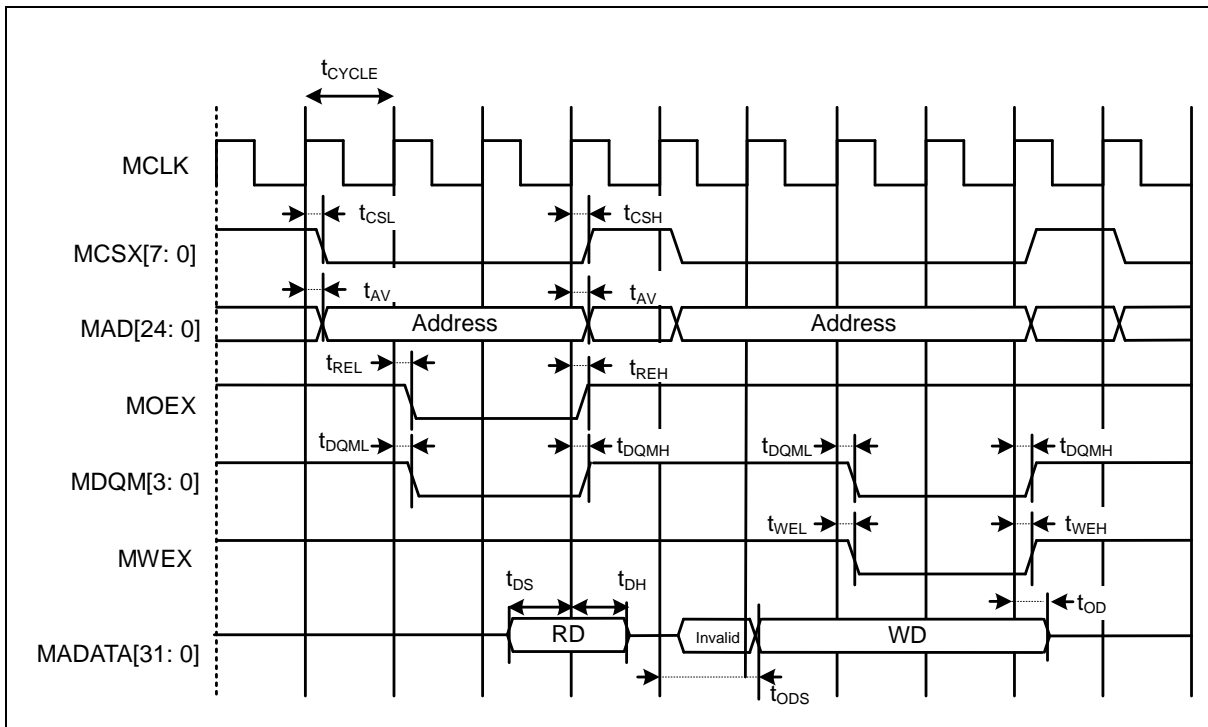 tCYCLE
MCLK
tCSL
tCSH
MCSX[7: 0]
tAV
tAV
MAD[24: 0]
Address
Address
tREL
tREH
MOEX
tDQML
tDQMH
tDQML
tDQMH
MDQM[3: 0]
tWEL
tWEH
MWEX
tDS
tDH
tOD
RD
Invalid
WD
MADATA[31: 0]
tODS